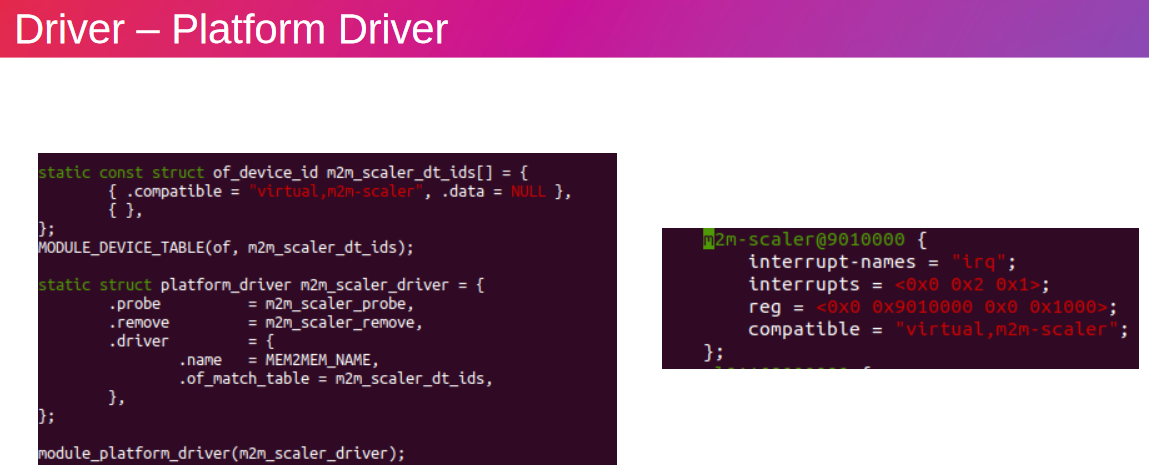 Driver – Platform Driver
static const struct of_device_id m2m_scaler_dt_ids[] = {
{ .compatible = "virtual,m2m-scaler", .data = NULL },
{ },
};
MODULE_DEVICE_TABLE(of, m2m_scaler_dt_ids);
static struct platform_driver m2m_scaler_driver = {
.probe = m2m_scaler_probe,
.remove = m2m_scaler_remove,
.driver = {
.name = MEM2MEM_NAME,
.of_match_table = m2m_scaler_dt_ids,
},
};
module_platform_driver(m2m_scaler_driver);
m2m-scaler@9010000 {
interrupt-names = "irq";
interrupts = <0x0 0x2 0x1>;
reg = <0x0 0x9010000 0x0 0x1000>;
compatible = "virtual,m2m-scaler";
};